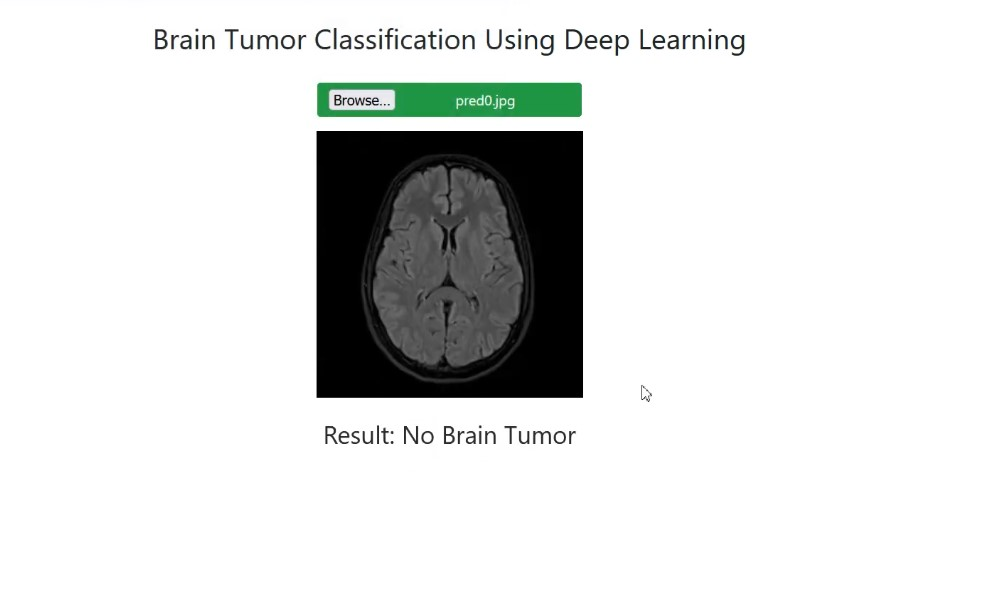 Brain Tumor Classification Using Deep Learning
Browse... pred0.jpg
Result: No Brain Tumor